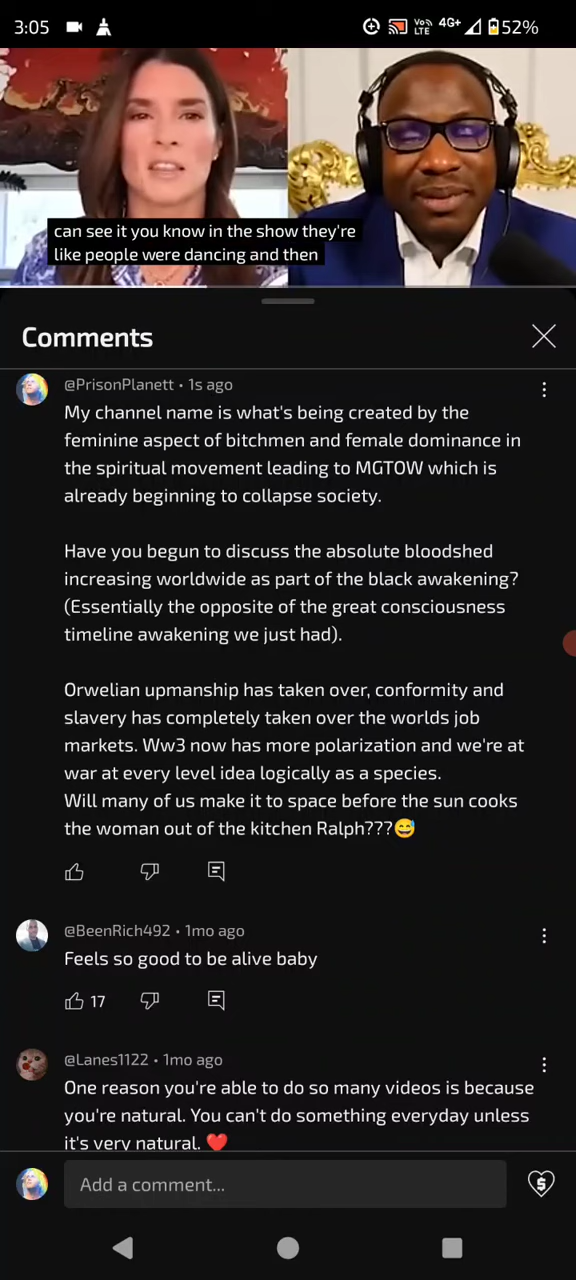 3:05
Vo)) LTE 4G+ 52%
can see it you know in the show they're
like people were dancing and then
Comments
@PrisonPlanett • 1s ago
My channel name is what's being created by the
feminine aspect of bitchmen and female dominance in
the spiritual movement leading to MGTOW which is
already beginning to collapse society.
Have you begun to discuss the absolute bloodshed
increasing worldwide as part of the black awakening?
(Essentially the opposite of the great consciousness
timeline awakening we just had).
Orwelian upmanship has taken over, conformity and
slavery has completely taken over the worlds job
markets. Ww3 now has more polarization and we're at
war at every level idea logically as a species.
Will many of us make it to space before the sun cooks
the woman out of the kitchen Ralph???😅
@BeenRich492 • 1mo ago
Feels so good to be alive baby
17
@Lanes1122 • 1mo ago
One reason you're able to do so many videos is because
you're natural. You can't do something everyday unless
it's very natural. ❤️
Add a comment...